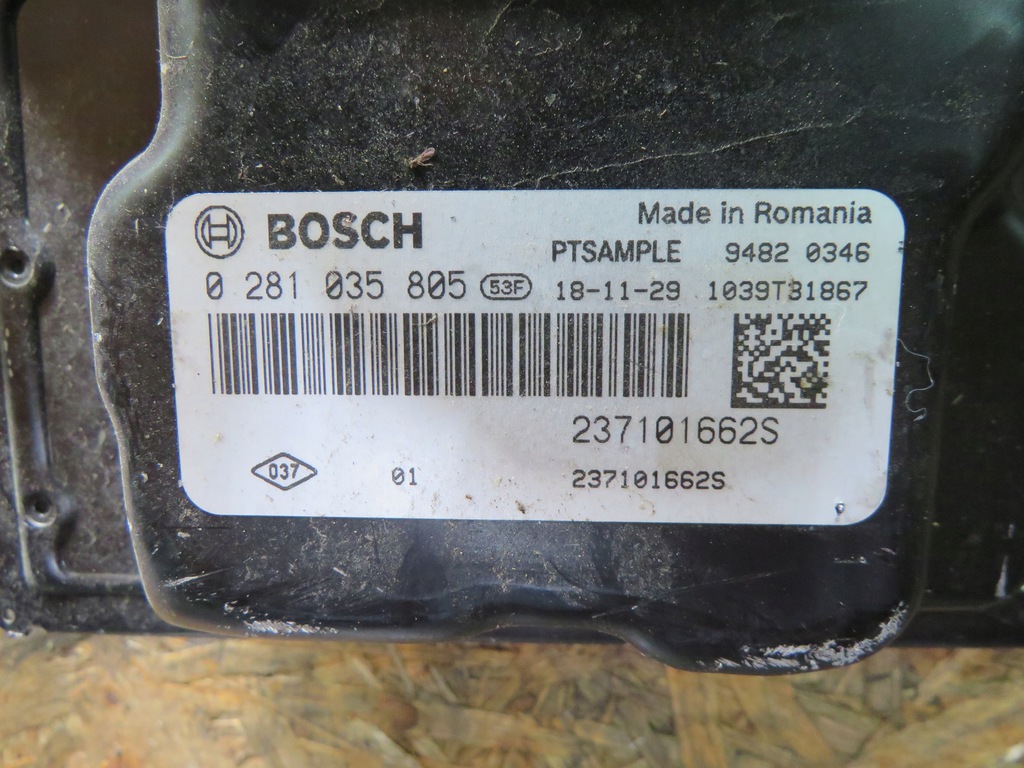 BOSCH
Made in Romania
PTSAMPLE 9482 0346
0 281 035 805 53F 18-11-29 1039T31867
237101662S
037 01 237101662S